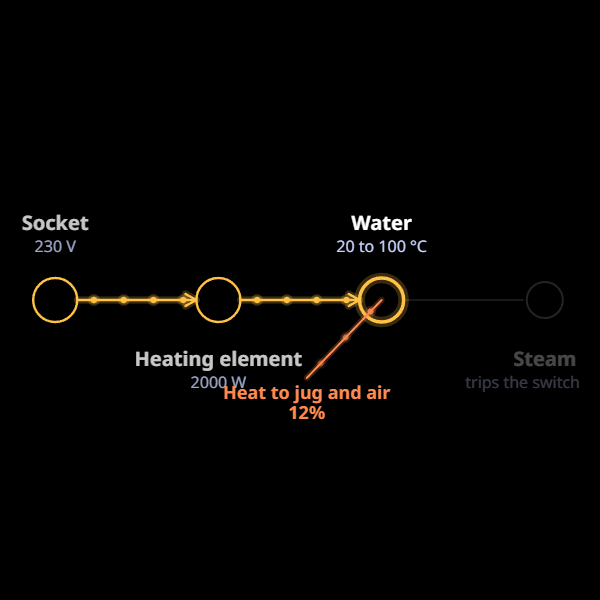 Socket
230 V
Water
20 to 100 °C
Heating element
2000 W
Heat to jug and air
12%
Steam
trips the switch